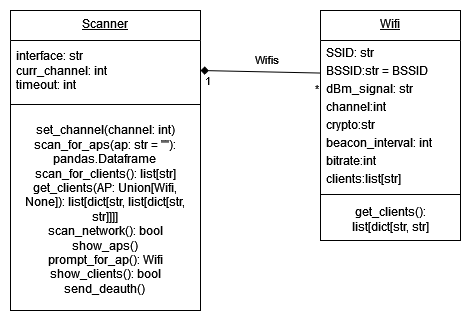 Scanner
interface: str
curr_channel: int
timeout: int
set_channel(channel: int)
scan_for_aps(ap: str = ""):
pandas.Dataframe
scan_for_clients(): list[str]
get_clients(AP: Union[Wifi,
None]): list[dict[str, list[dict[str,
str]]]]
scan_network(): bool
show_aps()
prompt_for_ap(): Wifi
show_clients(): bool
send_deauth()
Wifis
1
*
Wifi
SSID: str
BSSID:str = BSSID
dBm_signal: str
channel:int
crypto:str
beacon_interval: int
bitrate:int
clients:list[str]
get_clients():
list[dict[str, str]